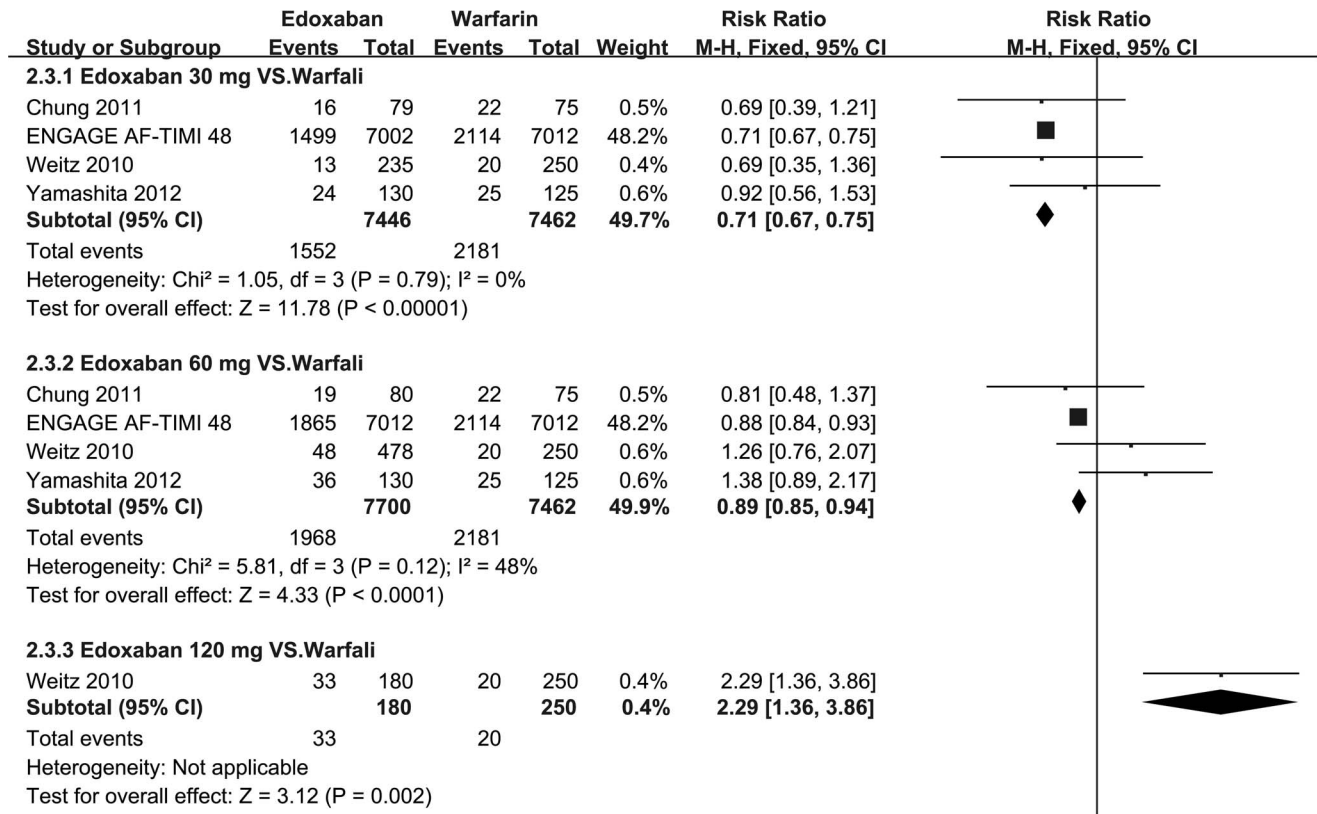 Edoxaban Warfarin Risk Ratio Risk Ratio
Study or Subgroup Events Total Events Total Weight M-H, Fixed, 95% CI M-H, Fixed, 95% CI
2.3.1 Edoxaban 30 mg VS.Warfali
Chung 2011 16 79 22 75 0.5% 0.69 [0.39, 1.21]
ENGAGE AF-TIMI 48 1499 7002 2114 7012 48.2% 0.71 [0.67, 0.75]
Weitz 2010 13 235 20 250 0.4% 0.69 [0.35, 1.36]
Yamashita 2012 24 130 25 125 0.6% 0.92 [0.56, 1.53]
Subtotal (95% CI) 7446 7462 49.7% 0.71 [0.67, 0.75]
Total events 1552 2181
Heterogeneity: Chi² = 1.05, df = 3 (P = 0.79); I² = 0%
Test for overall effect: Z = 11.78 (P < 0.00001)
2.3.2 Edoxaban 60 mg VS.Warfali
Chung 2011 19 80 22 75 0.5% 0.81 [0.48, 1.37]
ENGAGE AF-TIMI 48 1865 7012 2114 7012 48.2% 0.88 [0.84, 0.93]
Weitz 2010 48 478 20 250 0.6% 1.26 [0.76, 2.07]
Yamashita 2012 36 130 25 125 0.6% 1.38 [0.89, 2.17]
Subtotal (95% CI) 7700 7462 49.9% 0.89 [0.85, 0.94]
Total events 1968 2181
Heterogeneity: Chi² = 5.81, df = 3 (P = 0.12); I² = 48%
Test for overall effect: Z = 4.33 (P < 0.0001)
2.3.3 Edoxaban 120 mg VS.Warfali
Weitz 2010 33 180 20 250 0.4% 2.29 [1.36, 3.86]
Subtotal (95% CI) 180 250 0.4% 2.29 [1.36, 3.86]
Total events 33 20
Heterogeneity: Not applicable
Test for overall effect: Z = 3.12 (P = 0.002)